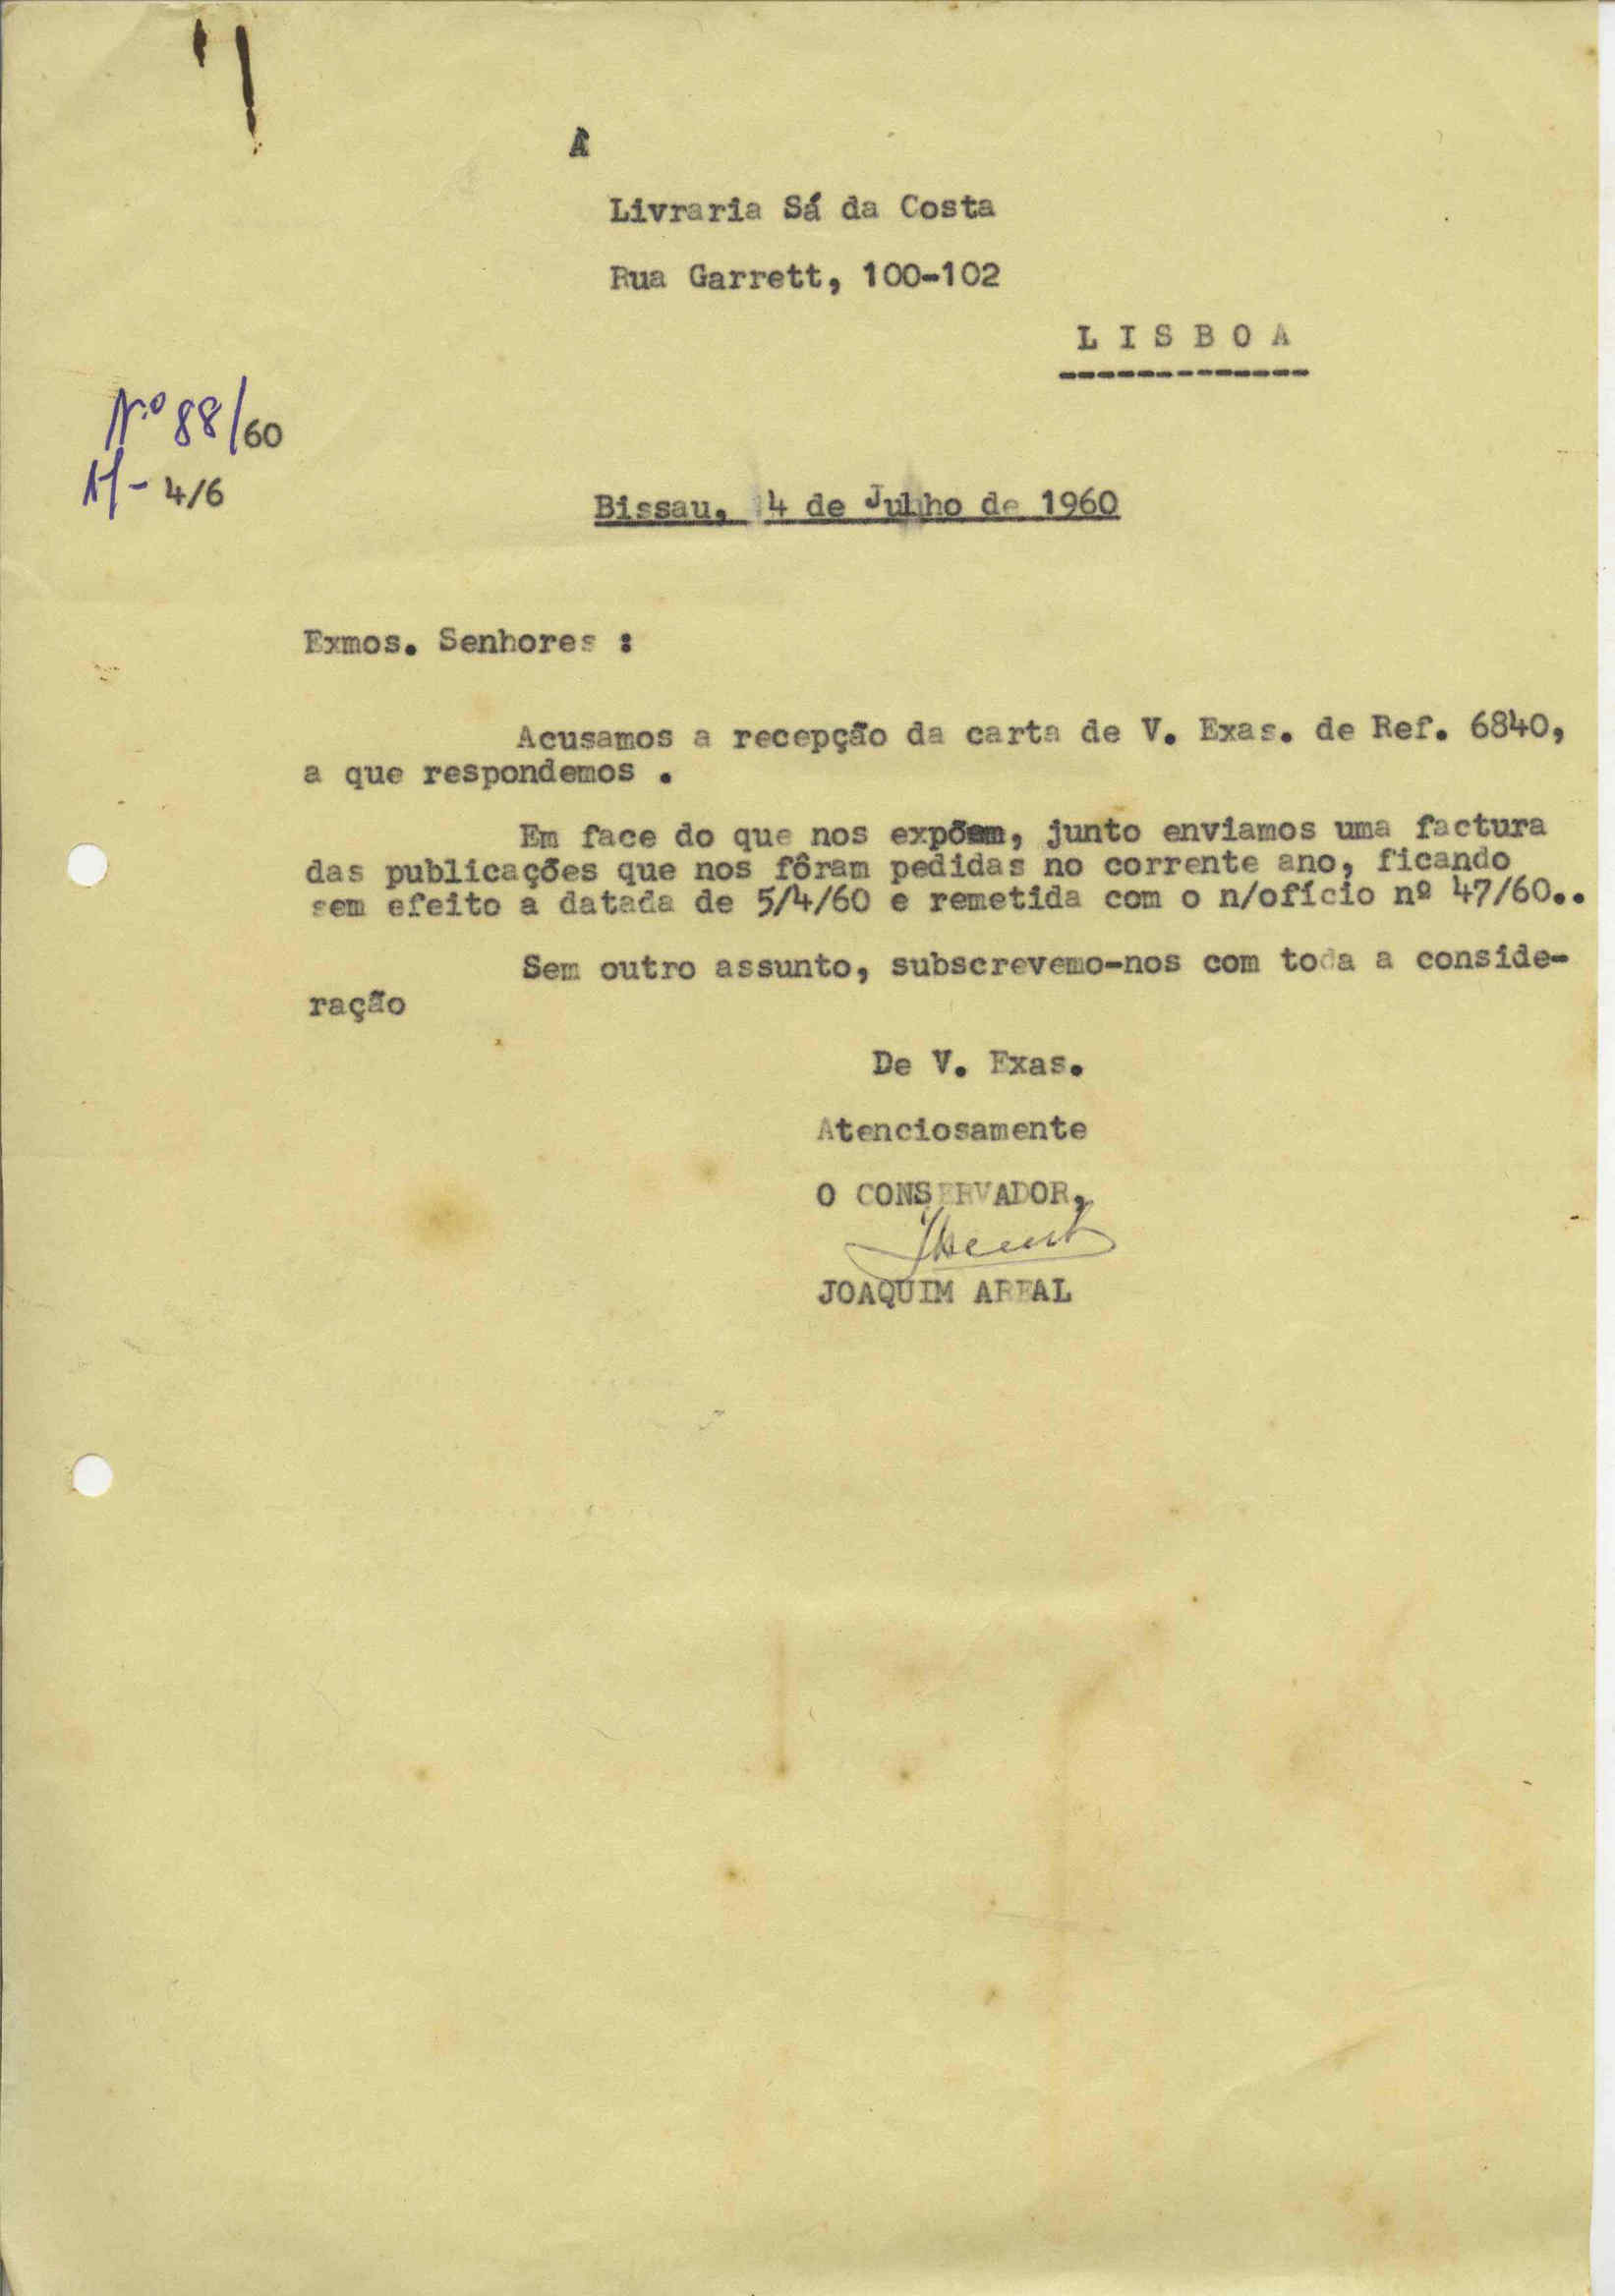 À
Livraria Sá da Costa
Rua Garrett, 100-102
L I S B O A
Nº 88/60
4/6
Bissau, 4 de Julho de 1960
Exmos. Senhores :
Acusamos a recepção da carta de V. Exas. de Ref. 6840,
a que respondemos .
Em face do que nos expõem, junto enviamos uma factura
das publicações que nos fôram pedidas no corrente ano, ficando
sem efeito a datada de 5/4/60 e remetida com o n/ofício nº 47/60..
Sem outro assunto, subscrevemo-nos com toda a conside-
ração
De V. Exas.
Atenciosamente
O CONSERVADOR,
JOAQUIM AREAL